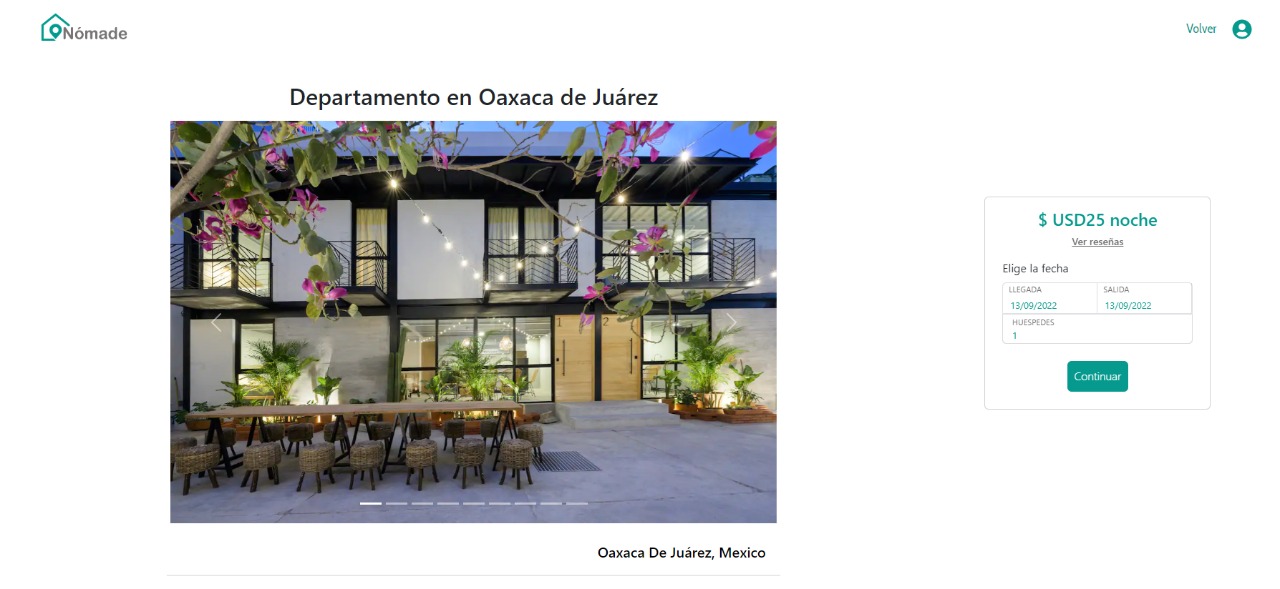 Nómade
Volver
Departamento en Oaxaca de Juárez
1 2
$ USD25 noche
Ver reseñas
Elige la fecha
LLEGADA SALIDA
13/09/2022 13/09/2022
HUESPEDES
1
Continuar
Oaxaca De Juárez, Mexico